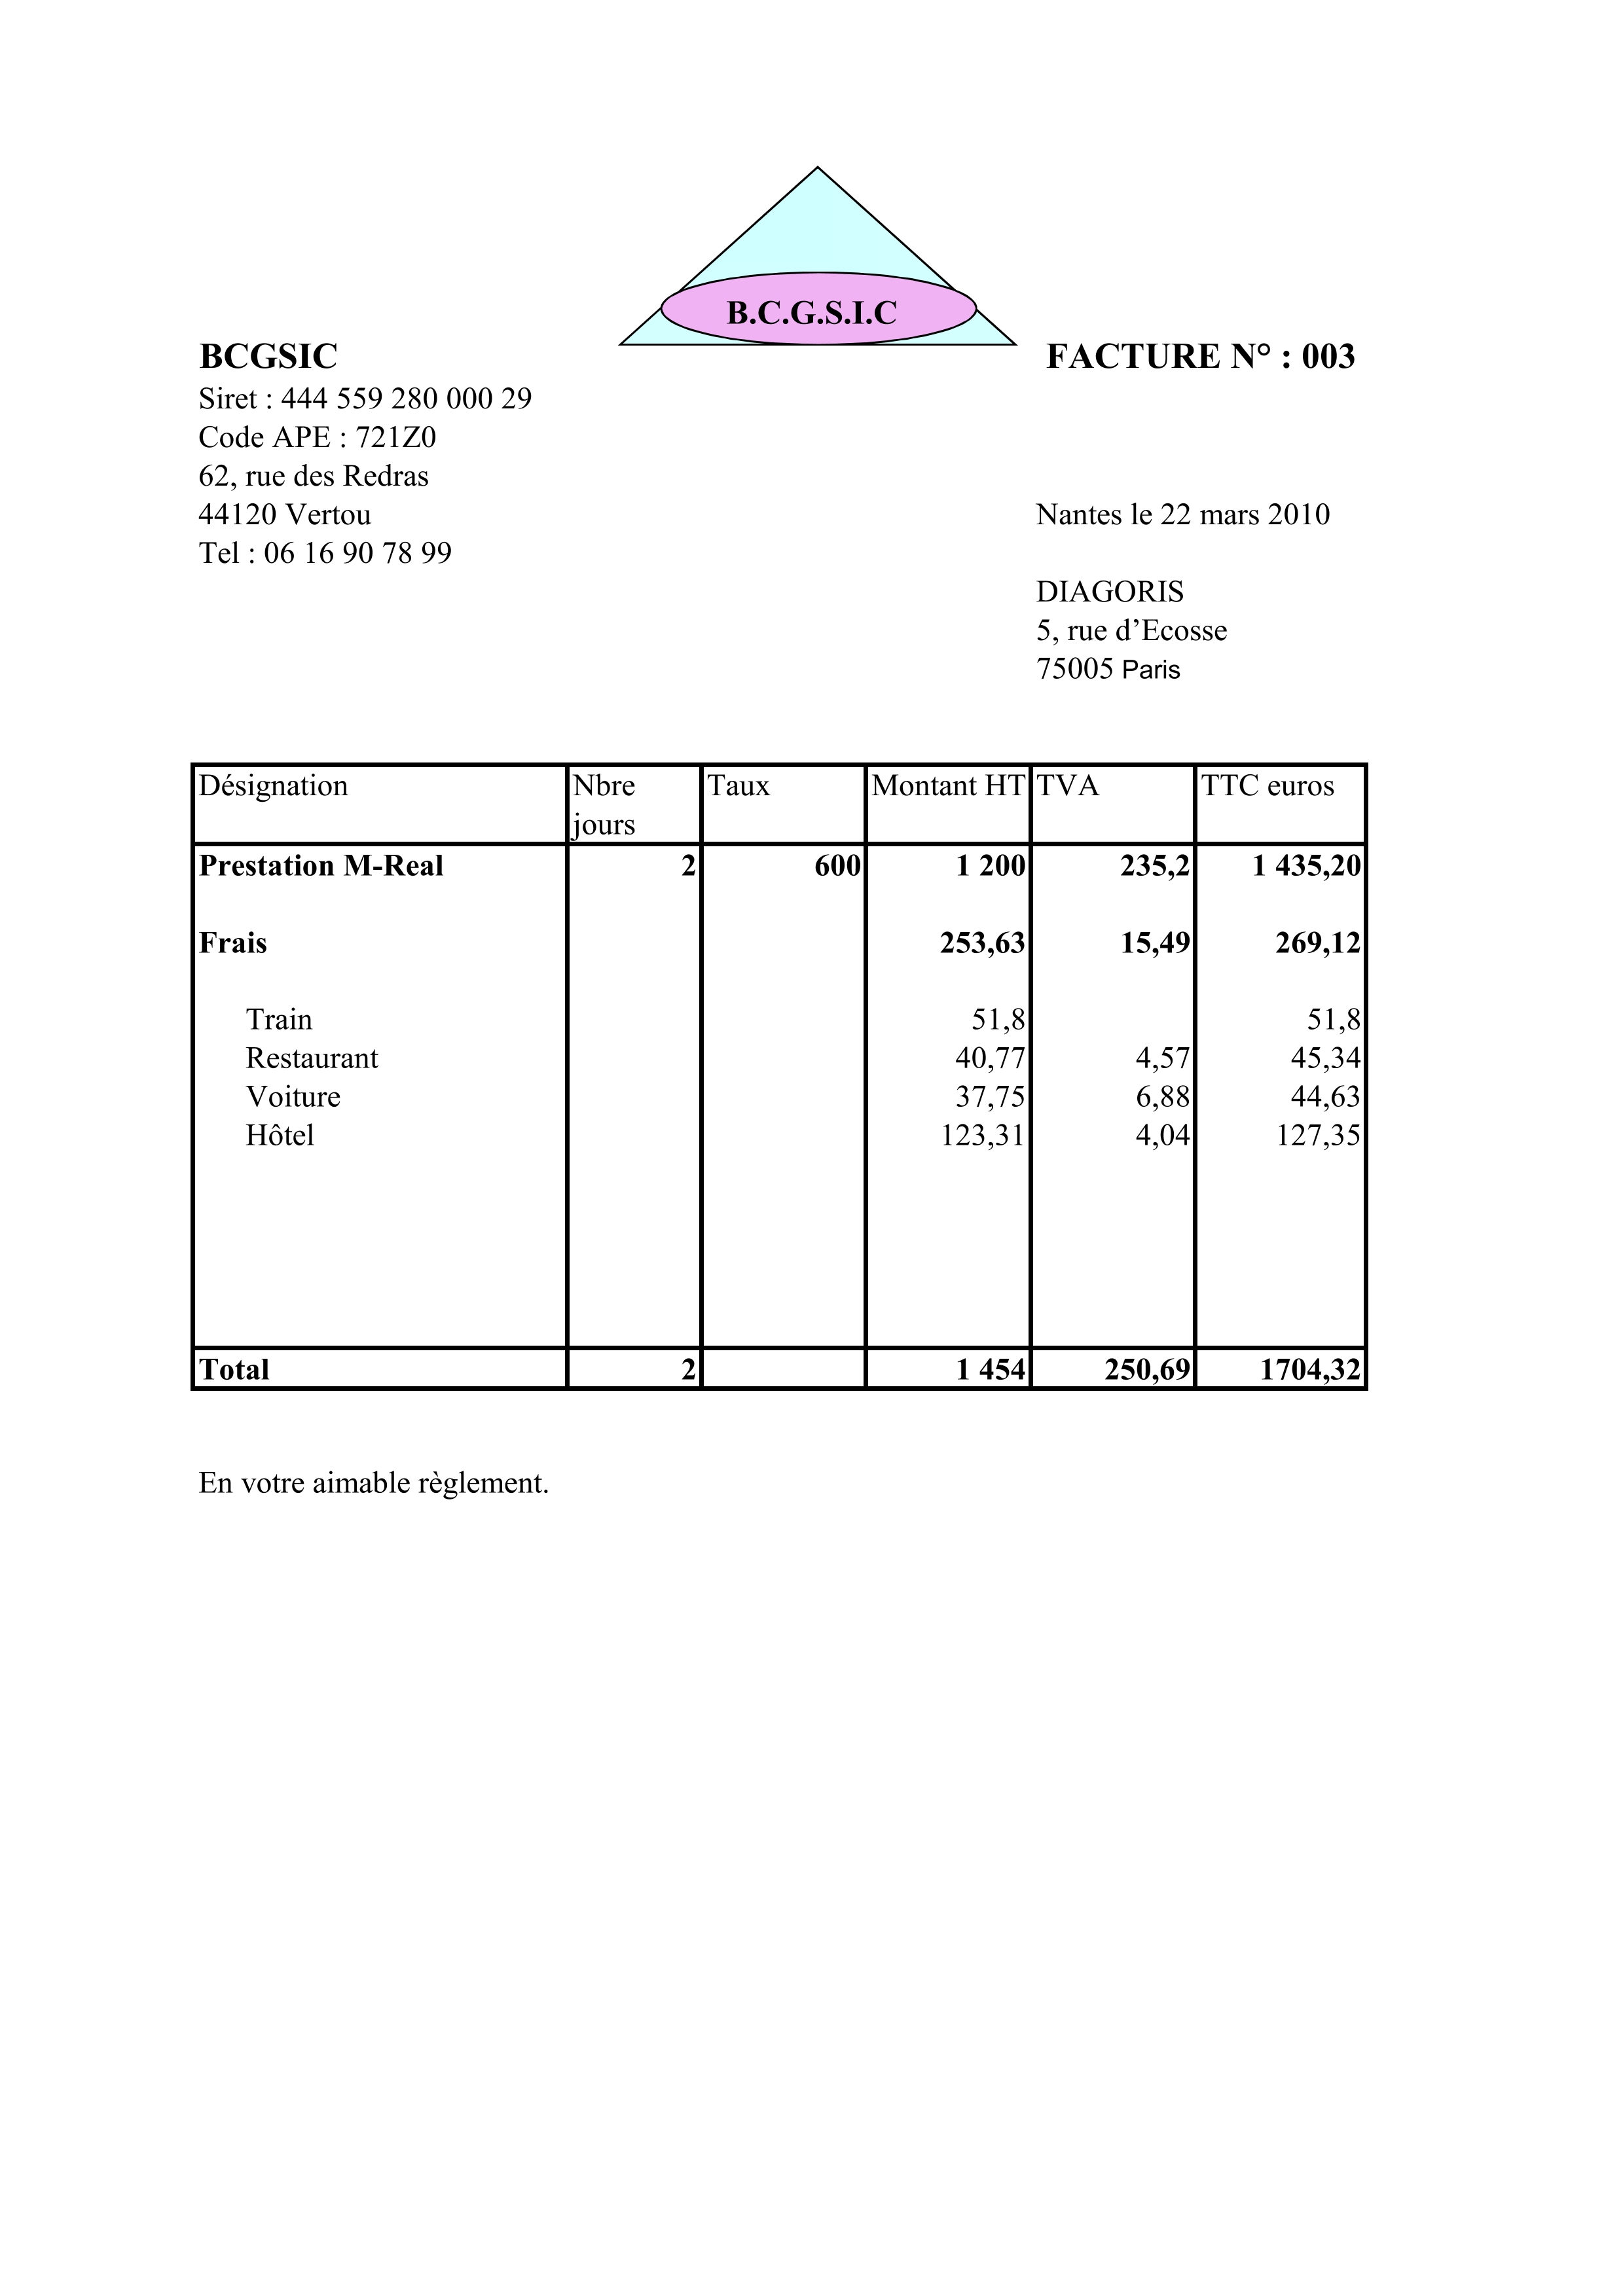 B.C.G.S.I.C
BCGSIC FACTURE N° : 003
Siret : 444 559 280 000 29
Code APE : 721Z0
62, rue des Redras
44120 Vertou Nantes le 22 mars 2010
Tel : 06 16 90 78 99
DIAGORIS
5, rue d’Ecosse
75005 Paris
Désignation Nbre jours Taux Montant HT TVA TTC euros
Prestation M-Real 2 600 1 200 235,2 1 435,20
Frais 253,63 15,49 269,12
Train 51,8 51,8
Restaurant 40,77 4,57 45,34
Voiture 37,75 6,88 44,63
Hôtel 123,31 4,04 127,35
Total 2 1 454 250,69 1704,32
En votre aimable règlement.